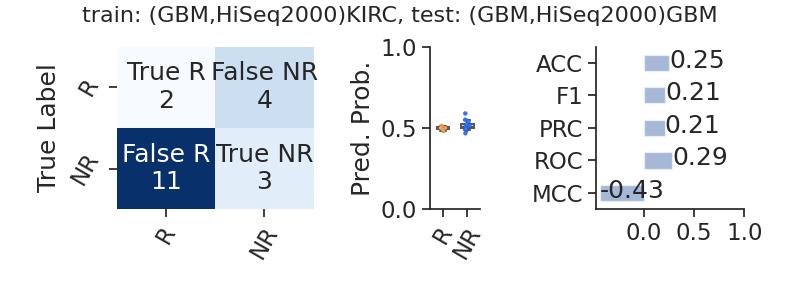 train: (GBM,HiSeq2000)KIRC, test: (GBM,HiSeq2000)GBM
True Label
R
NR
True R
2
False NR
4
False R
11
True NR
3
R
NR
Pred. Prob.
1.0
0.5
0.0
R
NR
ACC
0.25
F1
0.21
PRC
0.21
ROC
0.29
MCC
-0.43
0.0
0.5
1.0